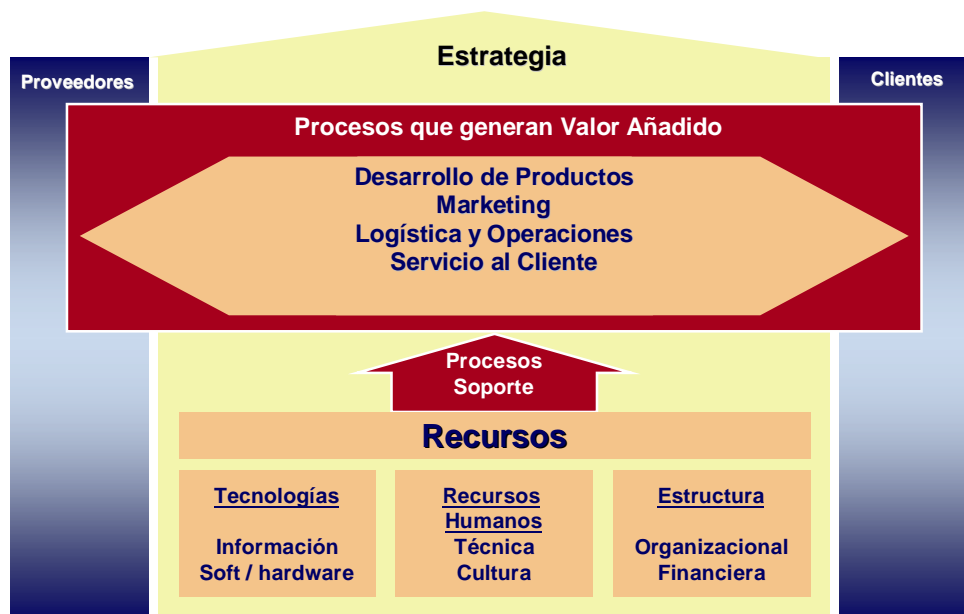 Estrategia
Proveedores
Clientes
Procesos que generan Valor Añadido
Desarrollo de Productos
Marketing
Logística y Operaciones
Servicio al Cliente
Procesos
Soporte
Recursos
Tecnologías
Información
Soft / hardware
Recursos
Humanos
Técnica
Cultura
Estructura
Organizacional
Financiera